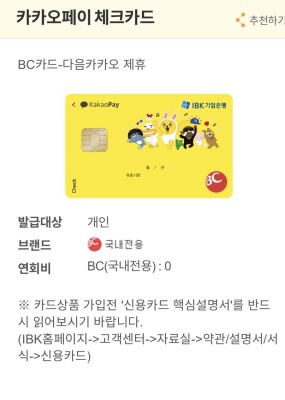 카카오페이 체크카드
추천하기
BC카드-다음카카오 제휴
KakaoPay
IBK기업은행
월 / 년
Check
BC
발급대상 개인
브랜드 BC 국내전용
연회비 BC(국내전용) : 0
※ 카드상품 가입전 '신용카드 핵심설명서'를 반드
시 읽어보시기 바랍니다.
(IBK홈페이지->고객센터->자료실->약관/설명서/서
식->신용카드)